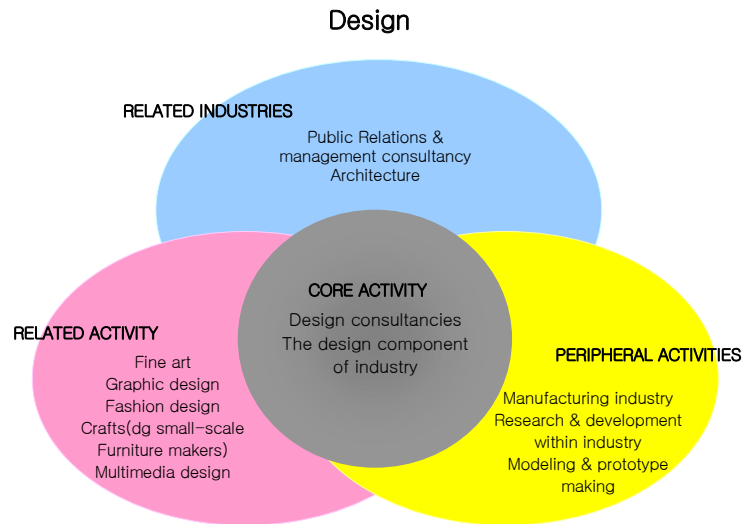 Design
RELATED INDUSTRIES
Public Relations &
management consultancy
Architecture
CORE ACTIVITY
Design consultancies
The design component
of industry
RELATED ACTIVITY
Fine art
Graphic design
Fashion design
Crafts(dg small-scale
Furniture makers)
Multimedia design
PERIPHERAL ACTIVITIES
Manufacturing industry
Research & development
within industry
Modeling & prototype
making